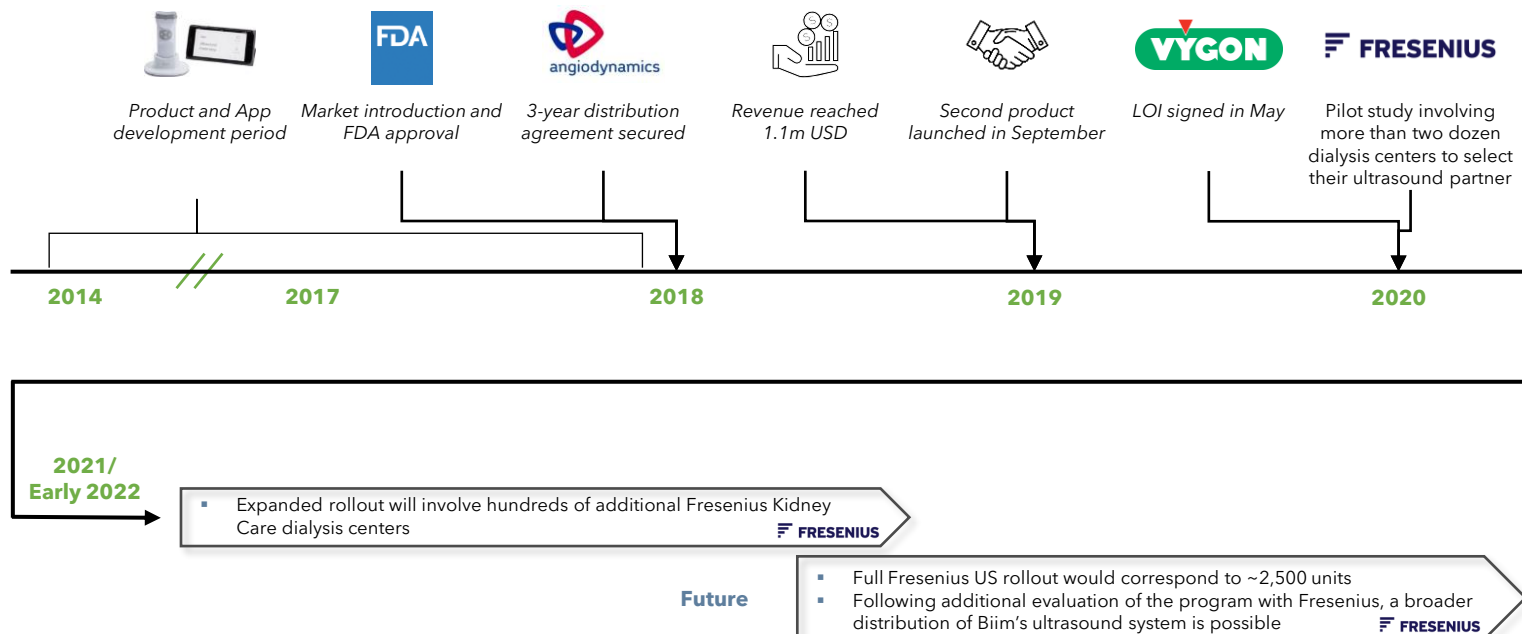 FDA
angiodynamics
VYGON
FRESENIUS
Product and App
development period
Market introduction and
FDA approval
3-year distribution
agreement secured
Revenue reached
1.1m USD
Second product
launched in September
LOI signed in May
Pilot study involving
more than two dozen
dialysis centers to select
their ultrasound partner
2014
2017
2018
2019
2020
2021/
Early 2022
▪ Expanded rollout will involve hundreds of additional Fresenius Kidney
Care dialysis centers
FRESENIUS
Future
▪ Full Fresenius US rollout would correspond to ~2,500 units
▪ Following additional evaluation of the program with Fresenius, a broader
distribution of Biim's ultrasound system is possible
FRESENIUS